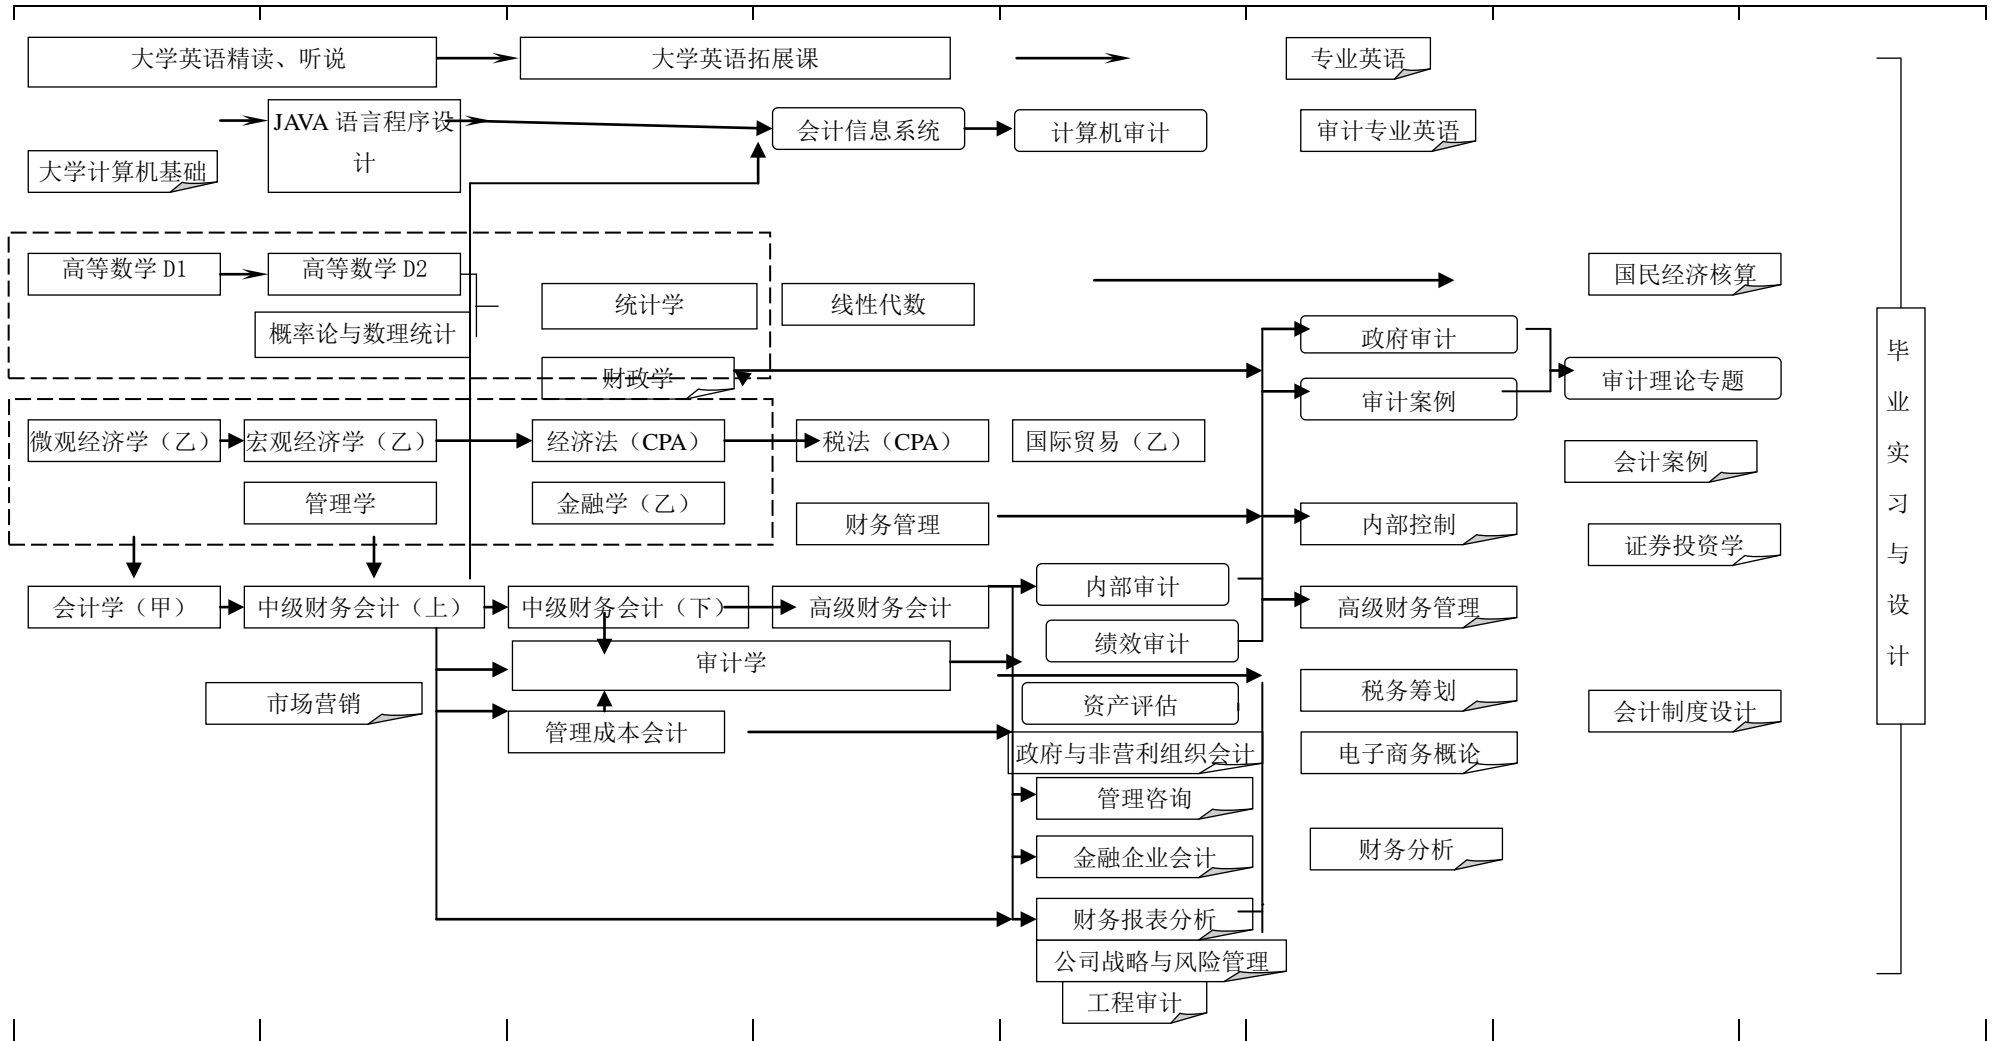 大学英语精读、听说
大学英语拓展课
专业英语
JAVA 语言程序设
计
会计信息系统
计算机审计
审计专业英语
大学计算机基础
高等数学 D1
高等数学 D2
国民经济核算
统计学
线性代数
概率论与数理统计
政府审计
财政学
审计案例
审计理论专题
微观经济学（乙）
宏观经济学（乙）
经济法（CPA）
税法（CPA）
国际贸易（乙）
会计案例
管理学
金融学（乙）
财务管理
内部控制
证券投资学
会计学（甲）
中级财务会计（上）
中级财务会计（下）
高级财务会计
内部审计
高级财务管理
绩效审计
审计学
市场营销
资产评估
税务筹划
会计制度设计
管理成本会计
政府与非营利组织会计
电子商务概论
管理咨询
金融企业会计
财务分析
财务报表分析
公司战略与风险管理
工程审计
毕
业
实
习
与
设
计